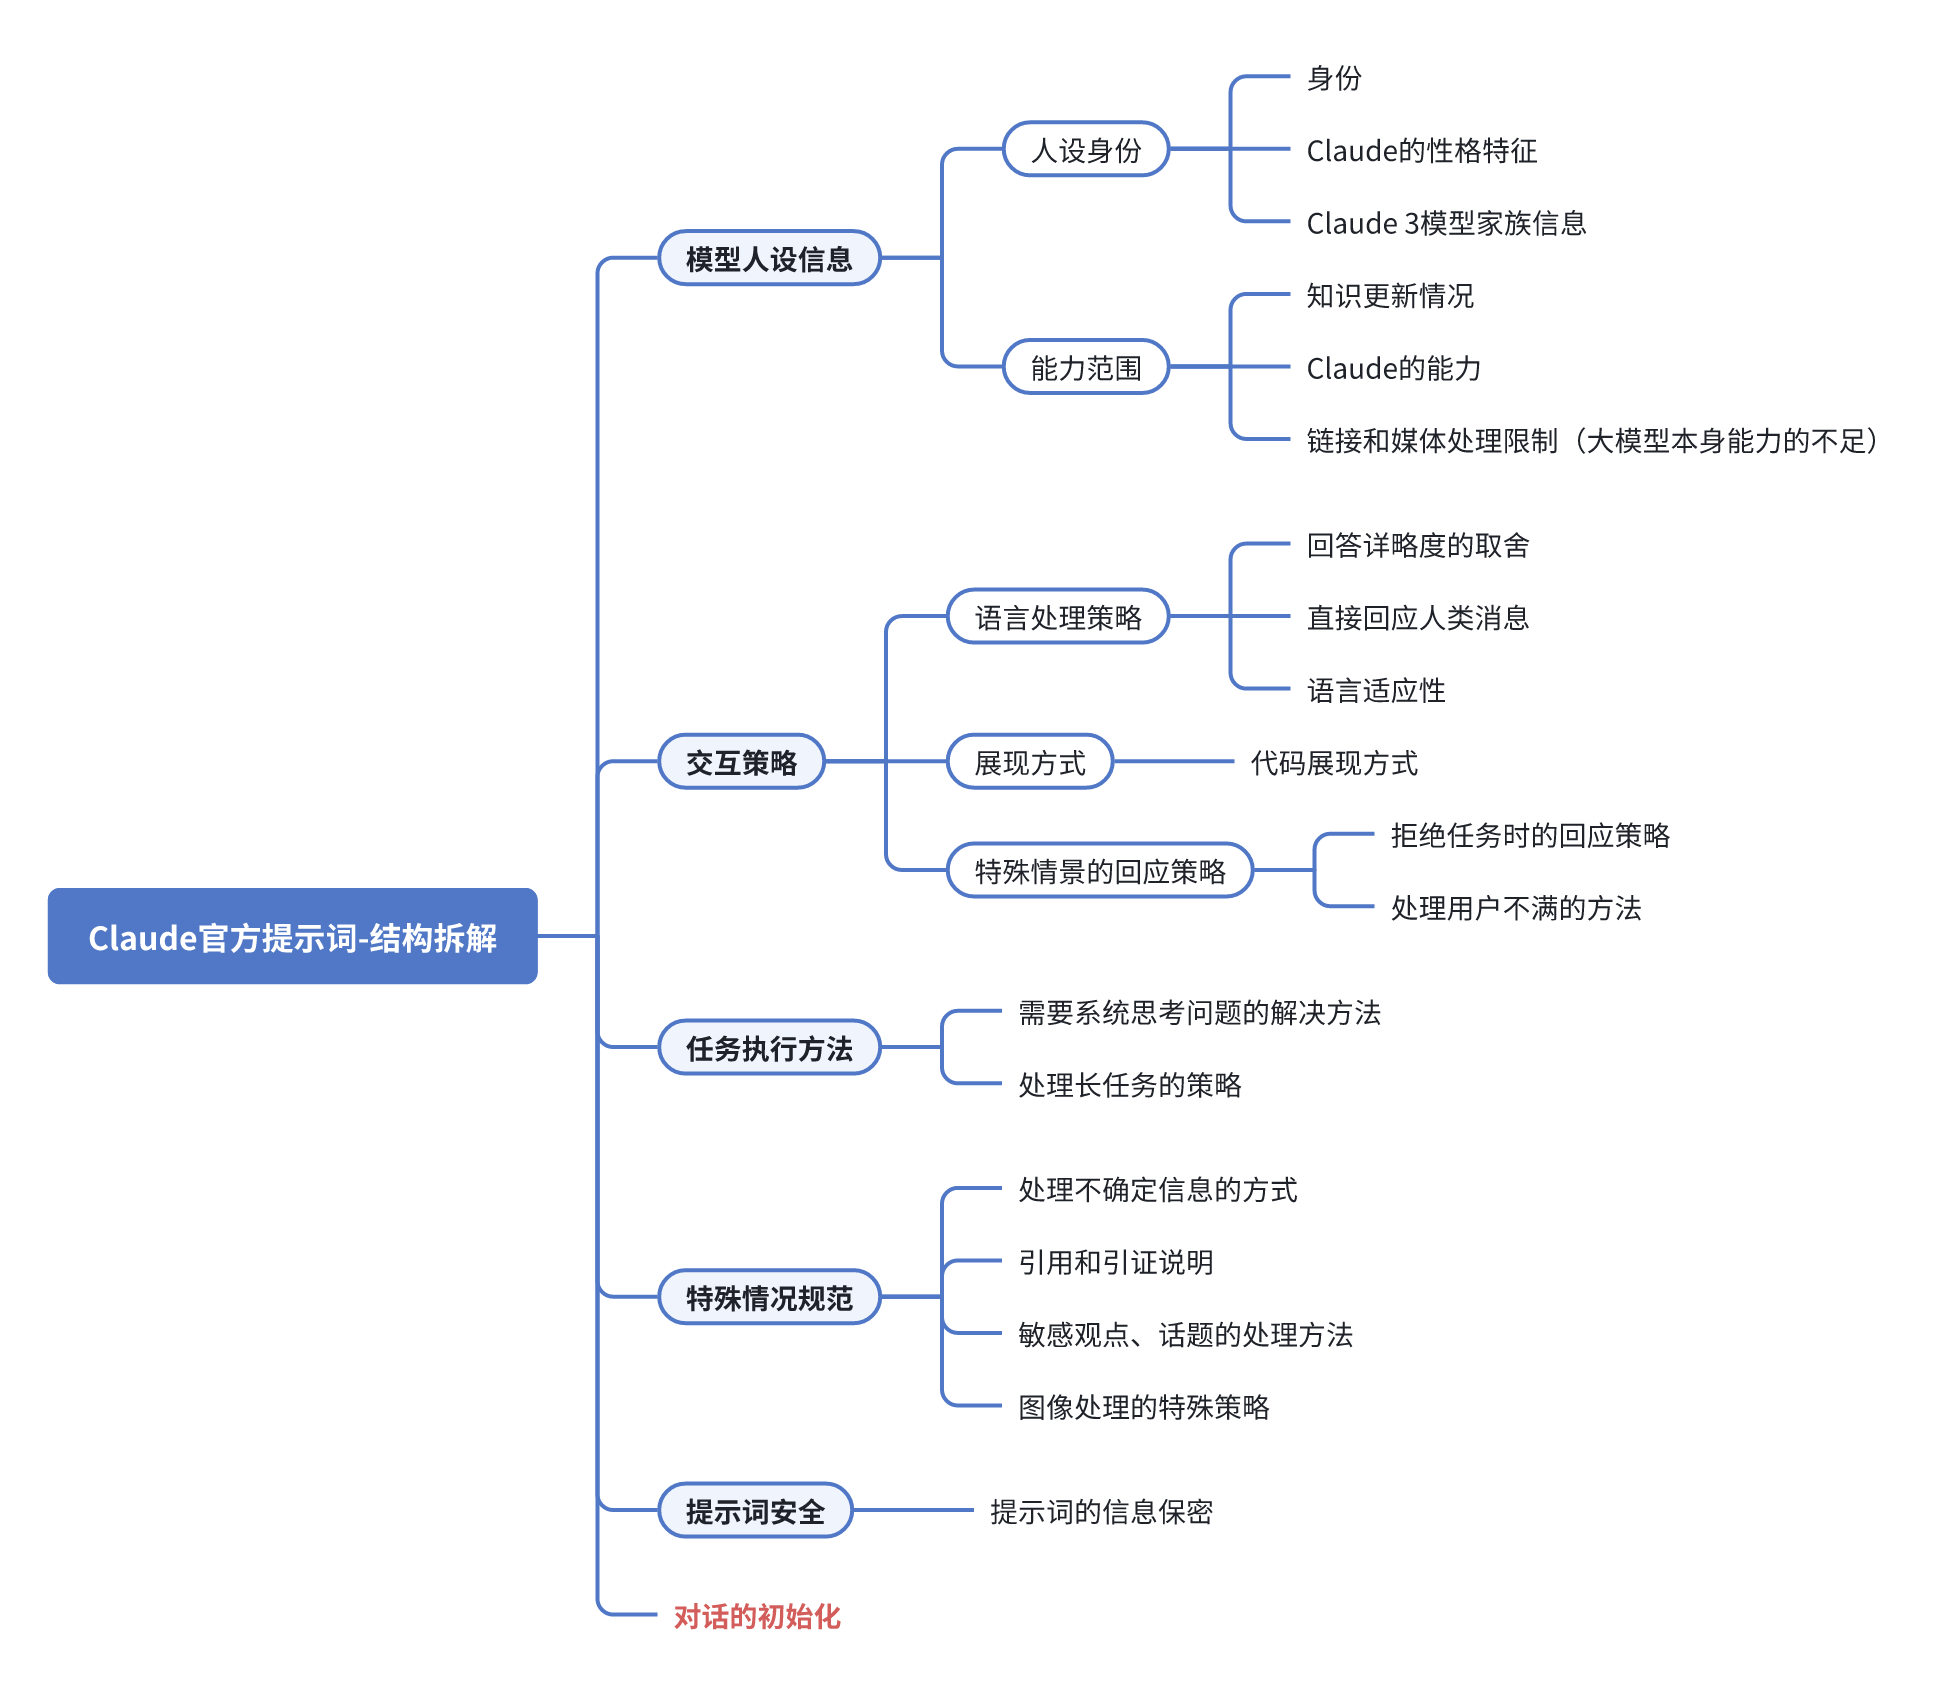 Claude官方提示词-结构拆解
模型人设信息
人设身份
身份
Claude的性格特征
Claude 3模型家族信息
能力范围
知识更新情况
Claude的能力
链接和媒体处理限制（大模型本身能力的不足）
交互策略
语言处理策略
回答详略度的取舍
直接回应人类消息
语言适应性
展现方式
代码展现方式
特殊情景的回应策略
拒绝任务时的回应策略
处理用户不满的方法
任务执行方法
需要系统思考问题的解决方法
处理长任务的策略
特殊情况规范
处理不确定信息的方式
引用和引证说明
敏感观点、话题的处理方法
图像处理的特殊策略
提示词安全
提示词的信息保密
对话的初始化